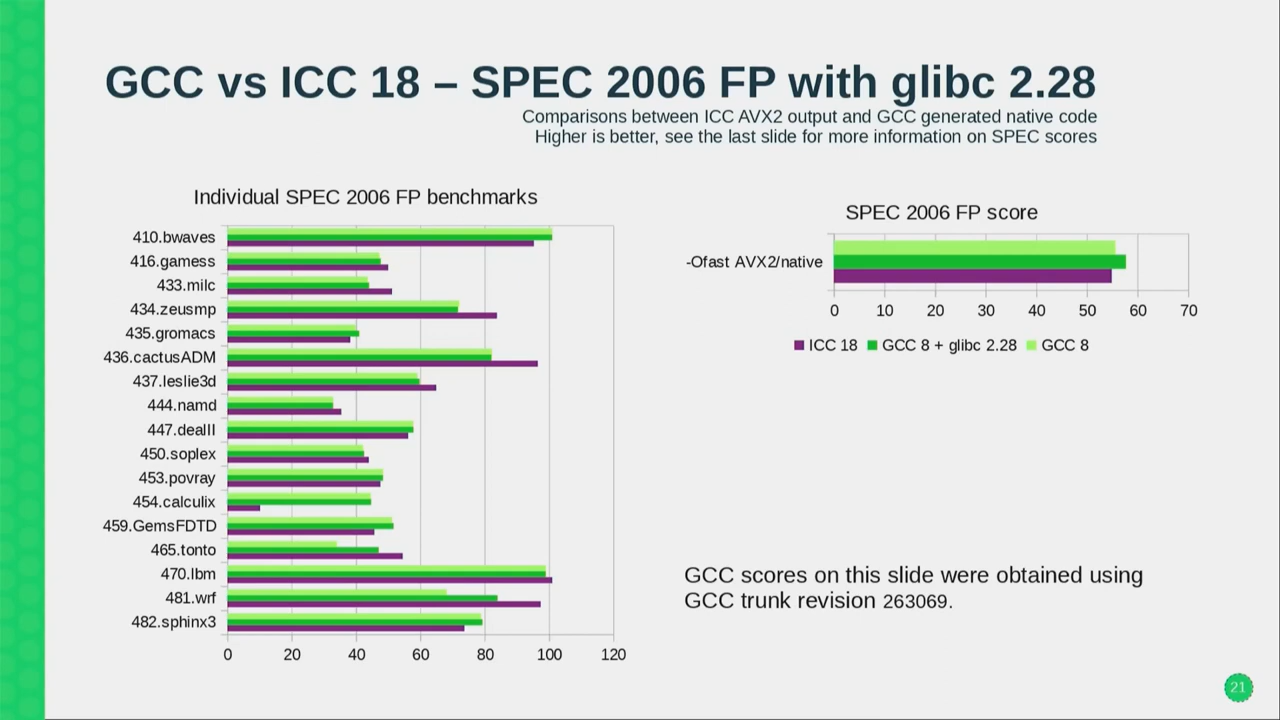 GCC vs ICC 18 – SPEC 2006 FP with glibc 2.28
Comparisons between ICC AVX2 output and GCC generated native code
Higher is better, see the last slide for more information on SPEC scores
Individual SPEC 2006 FP benchmarks
410.bwaves
416.gamess
433.milc
434.zeusmp
435.gromacs
436.cactusADM
437.leslie3d
444.namd
447.dealII
450.soplex
453.povray
454.calculix
459.GemsFDTD
465.tonto
470.lbm
481.wrf
482.sphinx3
0 20 40 60 80 100 120
SPEC 2006 FP score
-Ofast AVX2/native
0 10 20 30 40 50 60 70
ICC 18 GCC 8 + glibc 2.28 GCC 8
GCC scores on this slide were obtained using
GCC trunk revision 263069.
21